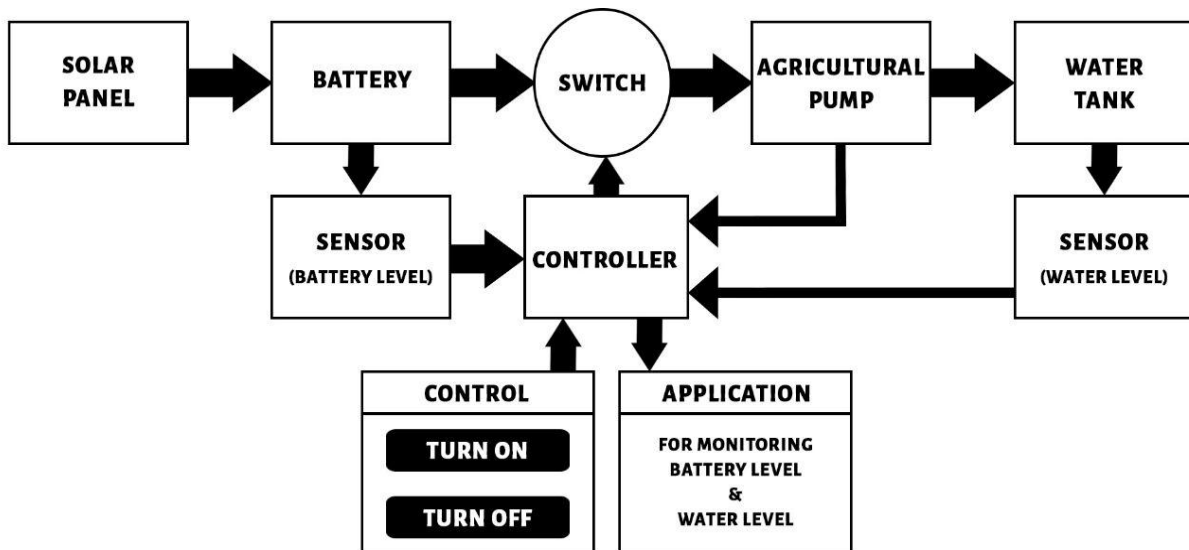 SOLAR
PANEL
BATTERY
SWITCH
AGRICULTURAL
PUMP
WATER
TANK
SENSOR
(BATTERY LEVEL)
CONTROLLER
SENSOR
(WATER LEVEL)
CONTROL
TURN ON
TURN OFF
APPLICATION
FOR MONITORING
BATTERY LEVEL
&
WATER LEVEL